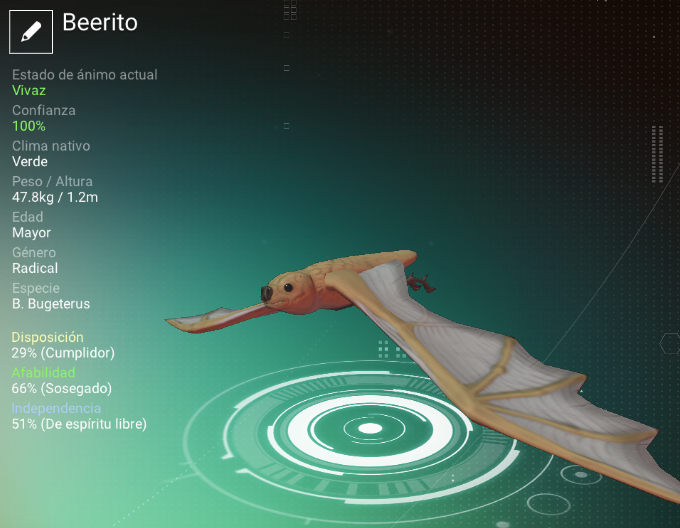 Beerito
Estado de ánimo actual
Vivaz
Confianza
100%
Clima nativo
Verde
Peso / Altura
47.8kg / 1.2m
Edad
Mayor
Género
Radical
Especie
B. Bugeterus
Disposición
29% (Cumplidor)
Afabilidad
66% (Sosegado)
Independencia
51% (De espíritu libre)